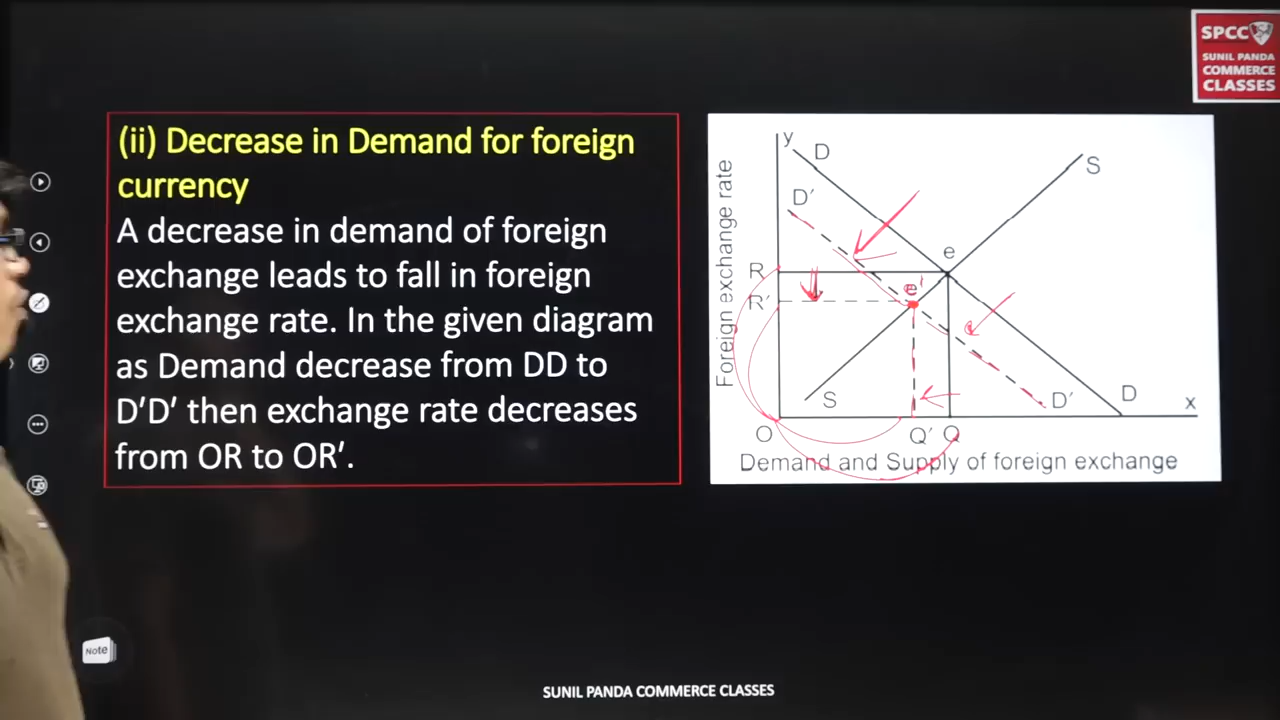 SPCC
SUNIL PANDA
COMMERCE
CLASSES
(ii) Decrease in Demand for foreign
currency
A decrease in demand of foreign
exchange leads to fall in foreign
exchange rate. In the given diagram
as Demand decrease from DD to
D′D′ then exchange rate decreases
from OR to OR′.
Foreign exchange rate
y
D
S
D′
e
R
e'
R′
S
D′
D
x
O
Q′ Q
Demand and Supply of foreign exchange
Note
SUNIL PANDA COMMERCE CLASSES